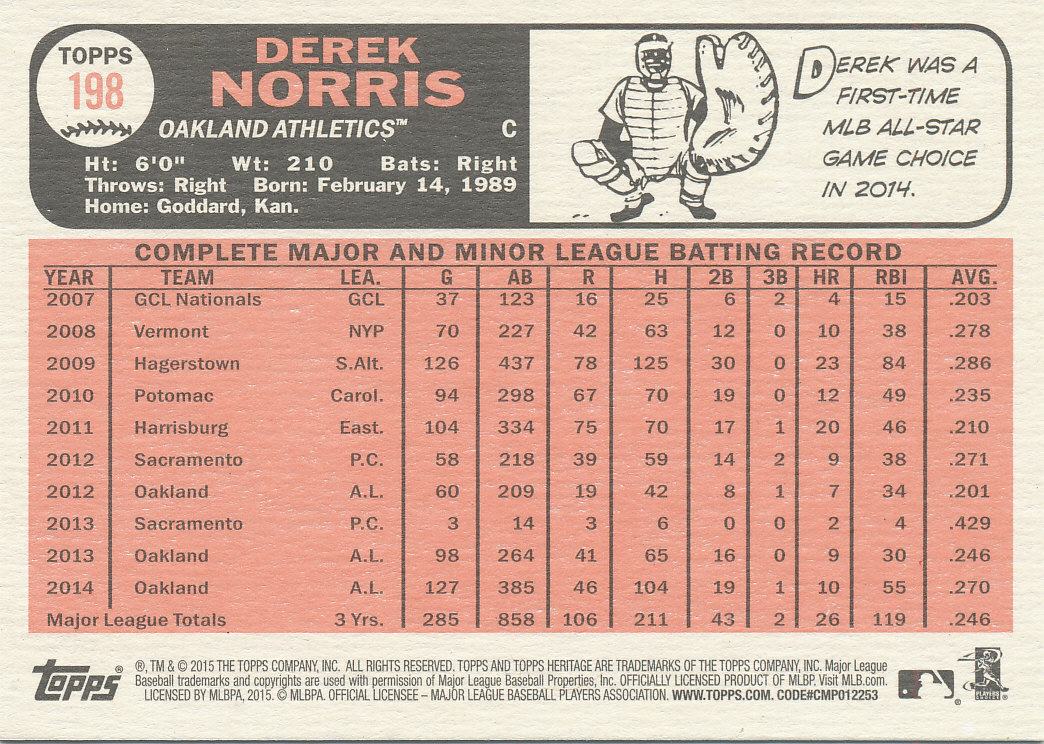 TOPPS
198
DEREK
NORRIS
OAKLAND ATHLETICS™ C
Ht: 6'0" Wt: 210 Bats: Right
Throws: Right Born: February 14, 1989
Home: Goddard, Kan.
DEREK WAS A
FIRST-TIME
MLB ALL-STAR
GAME CHOICE
IN 2014.
COMPLETE MAJOR AND MINOR LEAGUE BATTING RECORD
YEAR TEAM LEA. G AB R H 2B 3B HR RBI AVG.
2007 GCL Nationals GCL 37 123 16 25 6 2 4 15 .203
2008 Vermont NYP 70 227 42 63 12 0 10 38 .278
2009 Hagerstown S.Alt. 126 437 78 125 30 0 23 84 .286
2010 Potomac Carol. 94 298 67 70 19 0 12 49 .235
2011 Harrisburg East. 104 334 75 70 17 1 20 46 .210
2012 Sacramento P.C. 58 218 39 59 14 2 9 38 .271
2012 Oakland A.L. 60 209 19 42 8 1 7 34 .201
2013 Sacramento P.C. 3 14 3 6 0 0 2 4 .429
2013 Oakland A.L. 98 264 41 65 16 0 9 30 .246
2014 Oakland A.L. 127 385 46 104 19 1 10 55 .270
Major League Totals 3 Yrs. 285 858 106 211 43 2 26 119 .246
Topps®
®, TM & © 2015 THE TOPPS COMPANY, INC. ALL RIGHTS RESERVED. TOPPS AND TOPPS HERITAGE ARE TRADEMARKS OF THE TOPPS COMPANY, INC. Major League
Baseball trademarks and copyrights are used with permission of Major League Baseball Properties, Inc. OFFICIALLY LICENSED PRODUCT OF MLBP. Visit MLB.com.
LICENSED BY MLBPA, 2015. © MLBPA. OFFICIAL LICENSEE – MAJOR LEAGUE BASEBALL PLAYERS ASSOCIATION. WWW.TOPPS.COM. CODE#CMP012253
®
PLAYERS